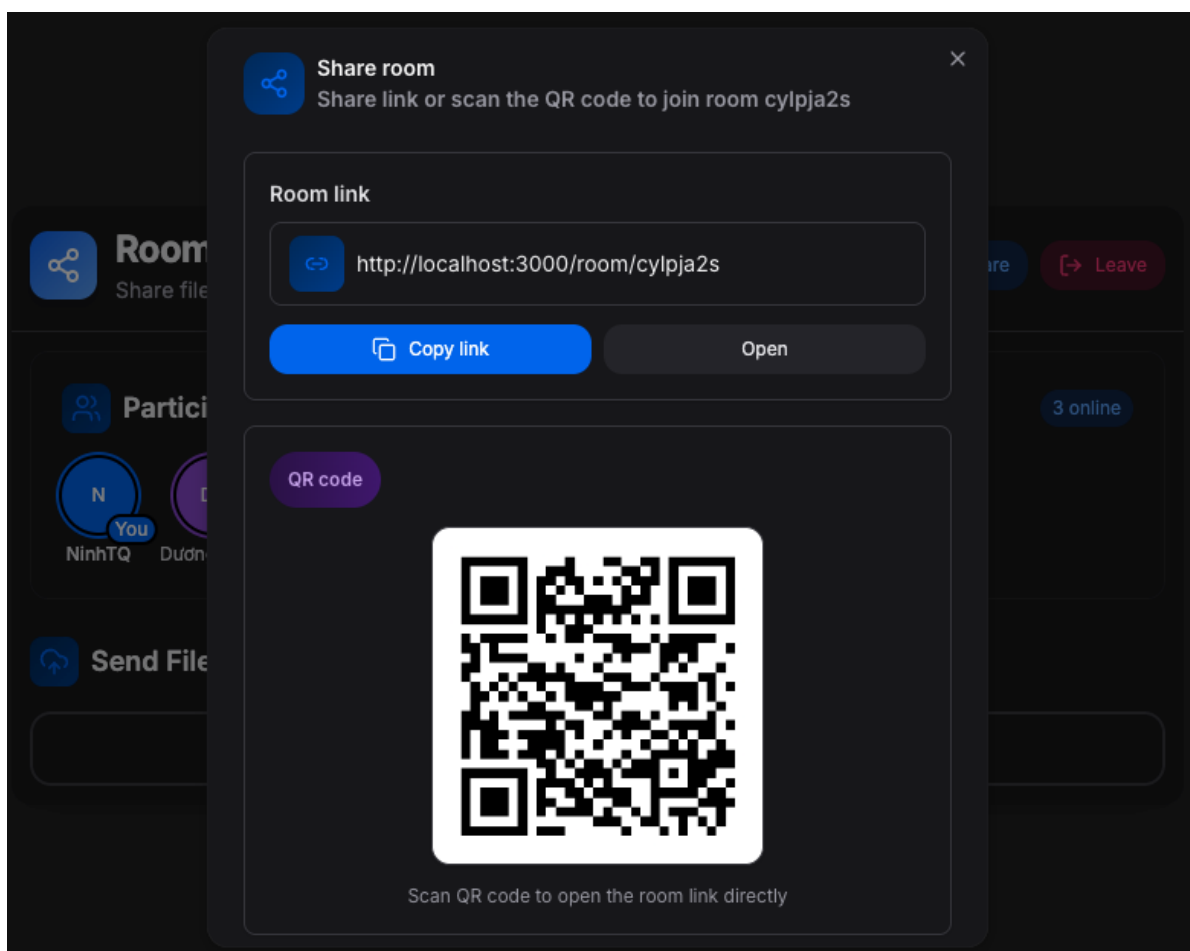 Share room
Share link or scan the QR code to join room cylpja2s
Room link
http://localhost:3000/room/cylpja2s
Copy link
Open
QR code
Scan QR code to open the room link directly
Room
Share file
Leave
3 online
N
You
NinhTQ
Send File